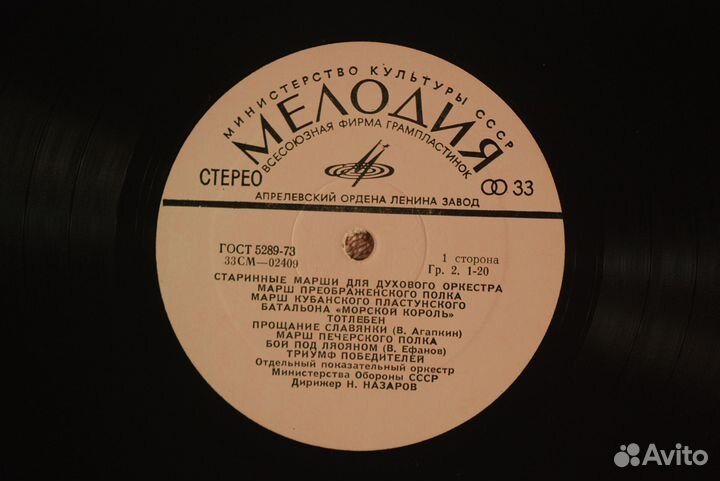 МИНИСТЕРСТВО КУЛЬТУРЫ СССР
МЕЛОДИЯ
ВСЕСОЮЗНАЯ ФИРМА ГРАМПЛАСТИНОК
СТЕРЕО
33
АПРЕЛЕВСКИЙ ОРДЕНА ЛЕНИНА ЗАВОД
ГОСТ 5289-73
33СМ—02409
1 сторона
Гр. 2. 1-20
СТАРИННЫЕ МАРШИ ДЛЯ ДУХОВОГО ОРКЕСТРА
МАРШ ПРЕОБРАЖЕНСКОГО ПОЛКА
МАРШ КУБАНСКОГО ПЛАСТУНСКОГО
БАТАЛЬОНА «МОРСКОЙ КОРОЛЬ»
ТОТЛЕБЕН
ПРОЩАНИЕ СЛАВЯНКИ (В. Агапкин)
МАРШ ПЕЧЕРСКОГО ПОЛКА
БОЙ ПОД ЛЯОЯНОМ (В. Ефанов)
ТРИУМФ ПОБЕДИТЕЛЕЙ
Отдельный показательный оркестр
Министерства Обороны СССР
Дирижер Н. НАЗАРОВ
Avito